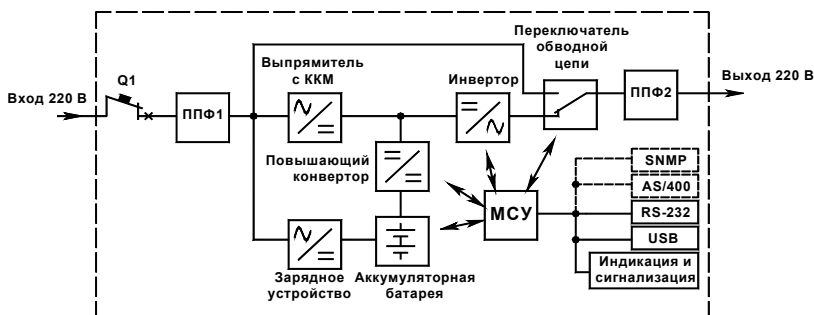 Переключатель
обводной
цепи
Q1
Выпрямитель
с ККМ
Инвертор
Вход 220 В
ППФ1
ППФ2
Выход 220 В
Повышающий
конвертор
МСУ
SNMP
AS/400
RS-232
USB
Индикация и
сигнализация
Зарядное
устройство
Аккумуляторная
батарея